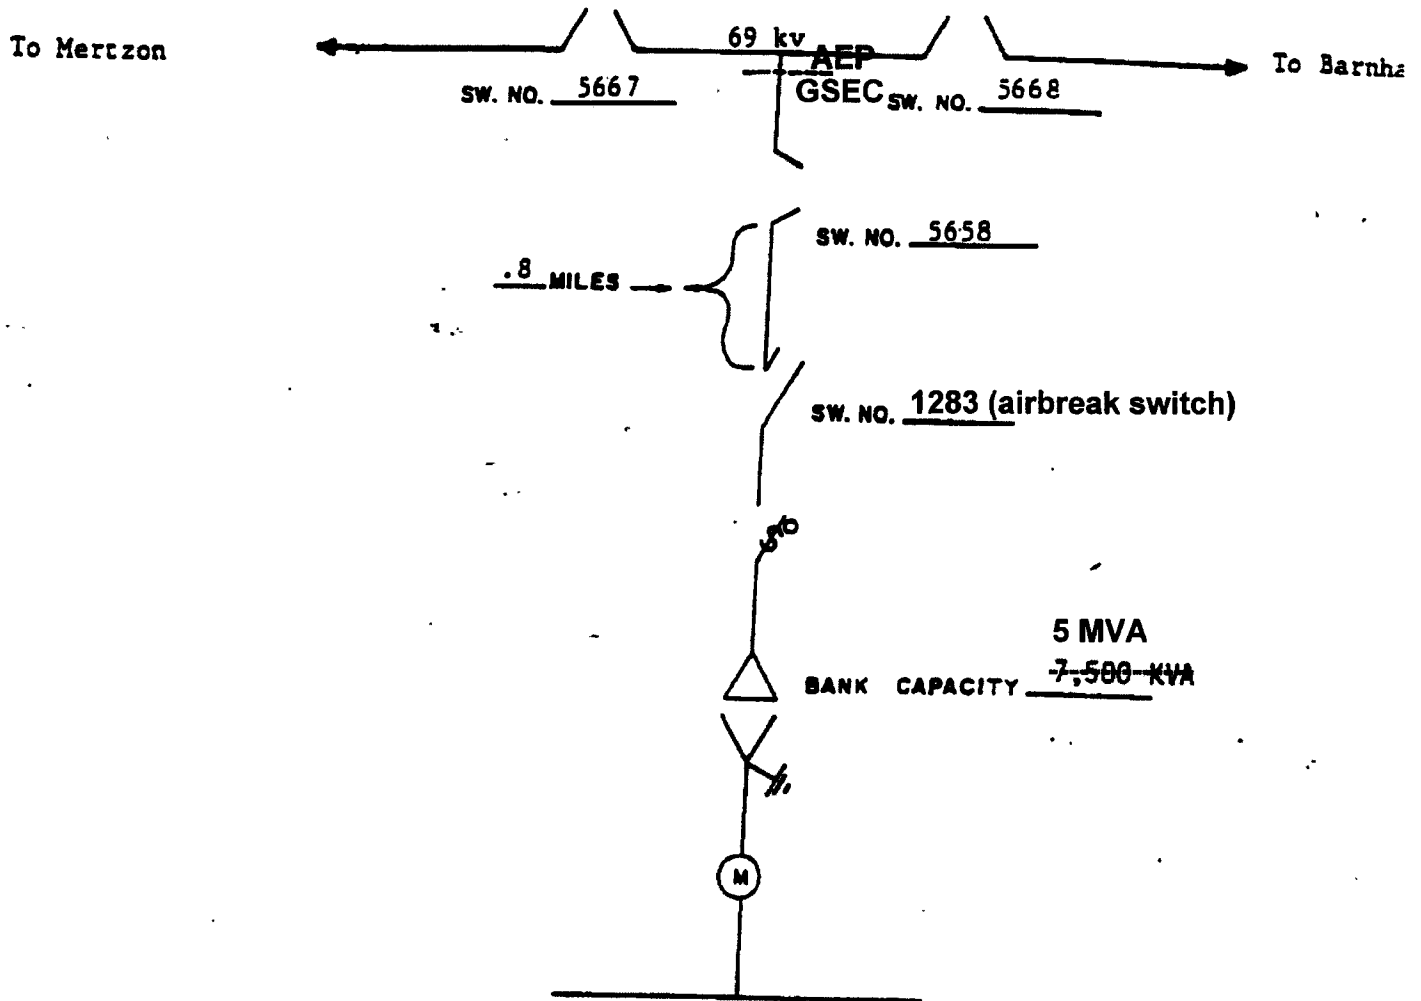 To Mertzon
69 kv
AEP
To Barnha
SW. NO. 5667
GSEC
SW. NO. 5668
SW. NO. 5658
.8 MILES
SW. NO. 1283 (airbreak switch)
5 MVA
BANK CAPACITY 7,500 KVA
M